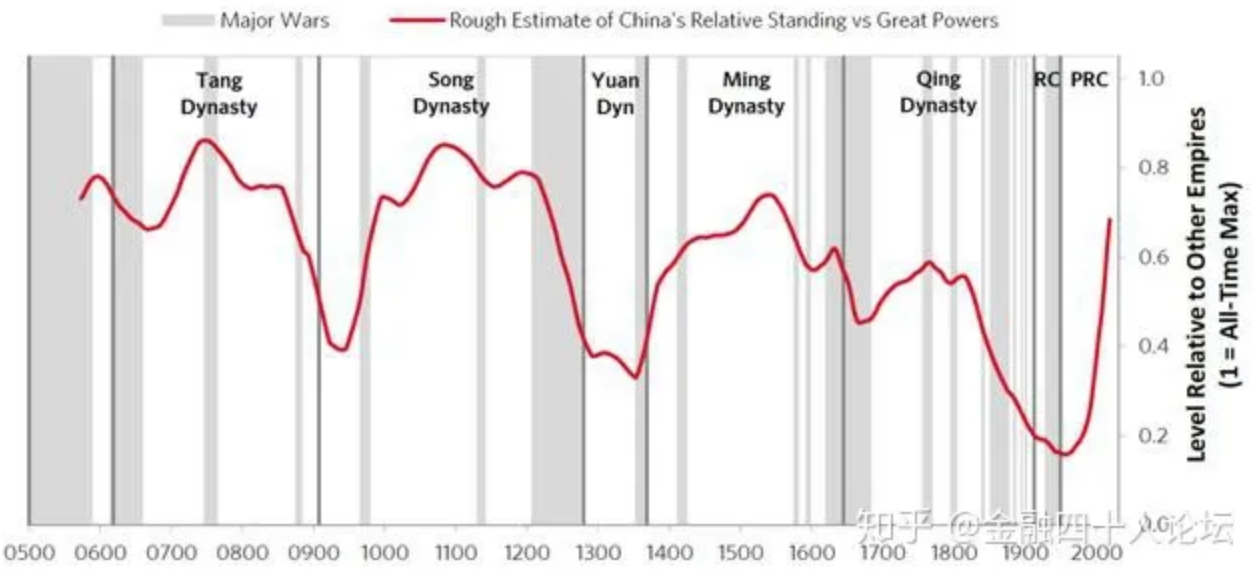 Major Wars
Rough Estimate of China's Relative Standing vs Great Powers
Tang
Dynasty
Song
Dynasty
Yuan
Dyn
Ming
Dynasty
Qing
Dynasty
RC
PRC
1.0
0.8
0.6
0.4
0.2
0.0
Level Relative to Other Empires
(1 = All-Time Max)
0500 0600 0700 0800 0900 1000 1100 1200 1300 1400 1500 1600 1700 1800 1900 2000
知乎 @金融四十人论坛